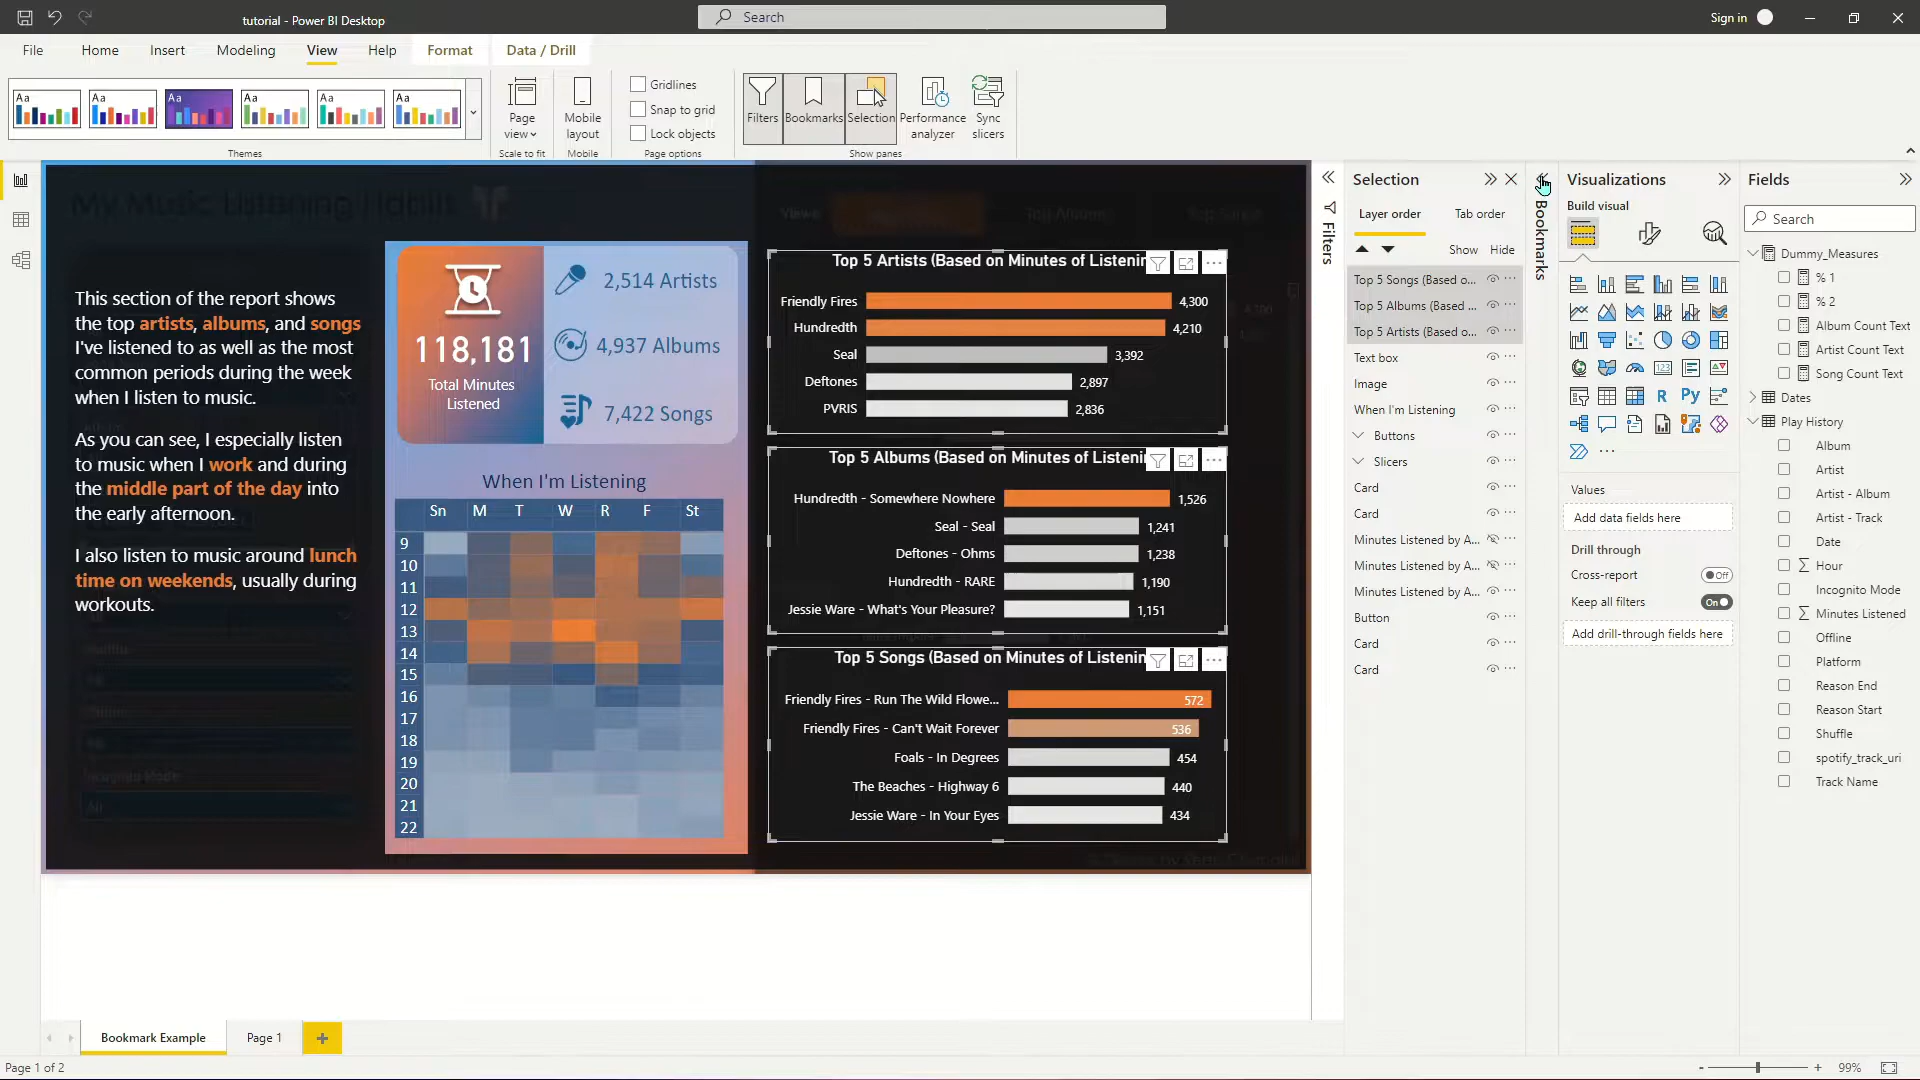 tutorial - Power BI Desktop
Search
Sign in
File
Home
Insert
Modeling
View
Help
Format
Data / Drill
Aa
Aa
Aa
Aa
Aa
Aa
Themes
Page view
Scale to fit
Mobile layout
Mobile
Gridlines
Snap to grid
Lock objects
Page options
Filters
Bookmarks
Selection
Performance analyzer
Sync slicers
Show panes
My Music Listening Habits
This section of the report shows
the top artists, albums, and songs
I've listened to as well as the most
common periods during the week
when I listen to music.
As you can see, I especially listen
to music when I work and during
the middle part of the day into
the early afternoon.
I also listen to music around lunch
time on weekends, usually during
workouts.
118,181
Total Minutes
Listened
2,514 Artists
4,937 Albums
7,422 Songs
When I'm Listening
Sn M T W R F St
9
10
11
12
13
14
15
16
17
18
19
20
21
22
Top 5 Artists (Based on Minutes of Listenin
Friendly Fires 4,300
Hundredth 4,210
Seal 3,392
Deftones 2,897
PVRIS 2,836
Top 5 Albums (Based on Minutes of Listenin
Hundredth - Somewhere Nowhere 1,526
Seal - Seal 1,241
Deftones - Ohms 1,238
Hundredth - RARE 1,190
Jessie Ware - What's Your Pleasure? 1,151
Top 5 Songs (Based on Minutes of Listenin
Friendly Fires - Run The Wild Flowe... 572
Friendly Fires - Can't Wait Forever 536
Foals - In Degrees 454
The Beaches - Highway 6 440
Jessie Ware - In Your Eyes 434
Filters
Selection
Layer order
Tab order
Show Hide
Top 5 Songs (Based o...
Top 5 Albums (Based ...
Top 5 Artists (Based o...
Text box
Image
When I'm Listening
Buttons
Slicers
Card
Card
Minutes Listened by A...
Minutes Listened by A...
Minutes Listened by A...
Button
Card
Card
Bookmarks
Visualizations
Build visual
R
Py
Values
Add data fields here
Drill through
Cross-report Off
Keep all filters On
Add drill-through fields here
Fields
Search
Dummy_Measures
% 1
% 2
Album Count Text
Artist Count Text
Song Count Text
Dates
Play History
Album
Artist
Artist - Album
Artist - Track
Date
Hour
Incognito Mode
Minutes Listened
Offline
Platform
Reason End
Reason Start
Shuffle
spotify_track_uri
Track Name
Bookmark Example
Page 1
Page 1 of 2
99%